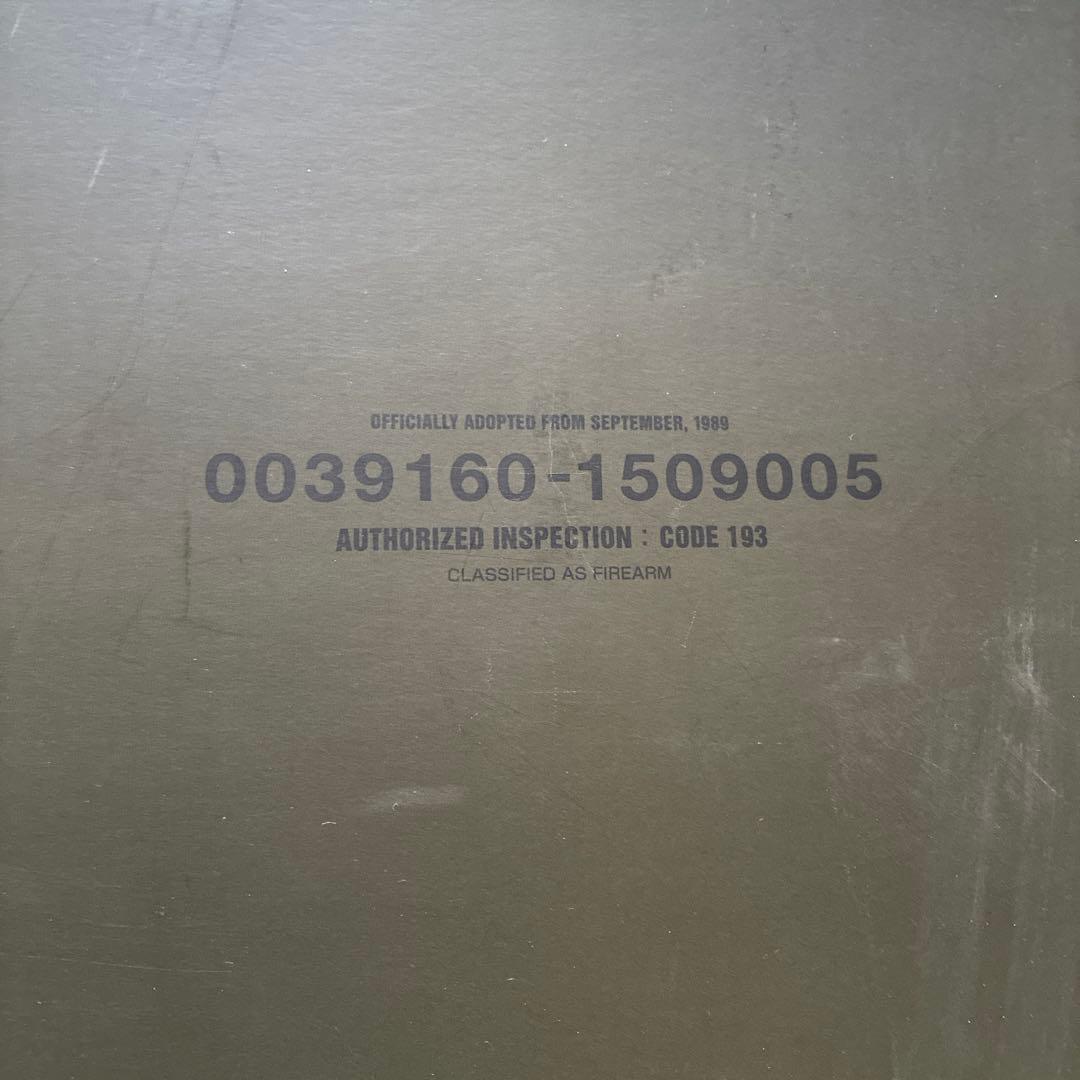 OFFICIALLY ADOPTED FROM SEPTEMBER, 1989
0039160-1509005
AUTHORIZED INSPECTION : CODE 193
CLASSIFIED AS FIREARM